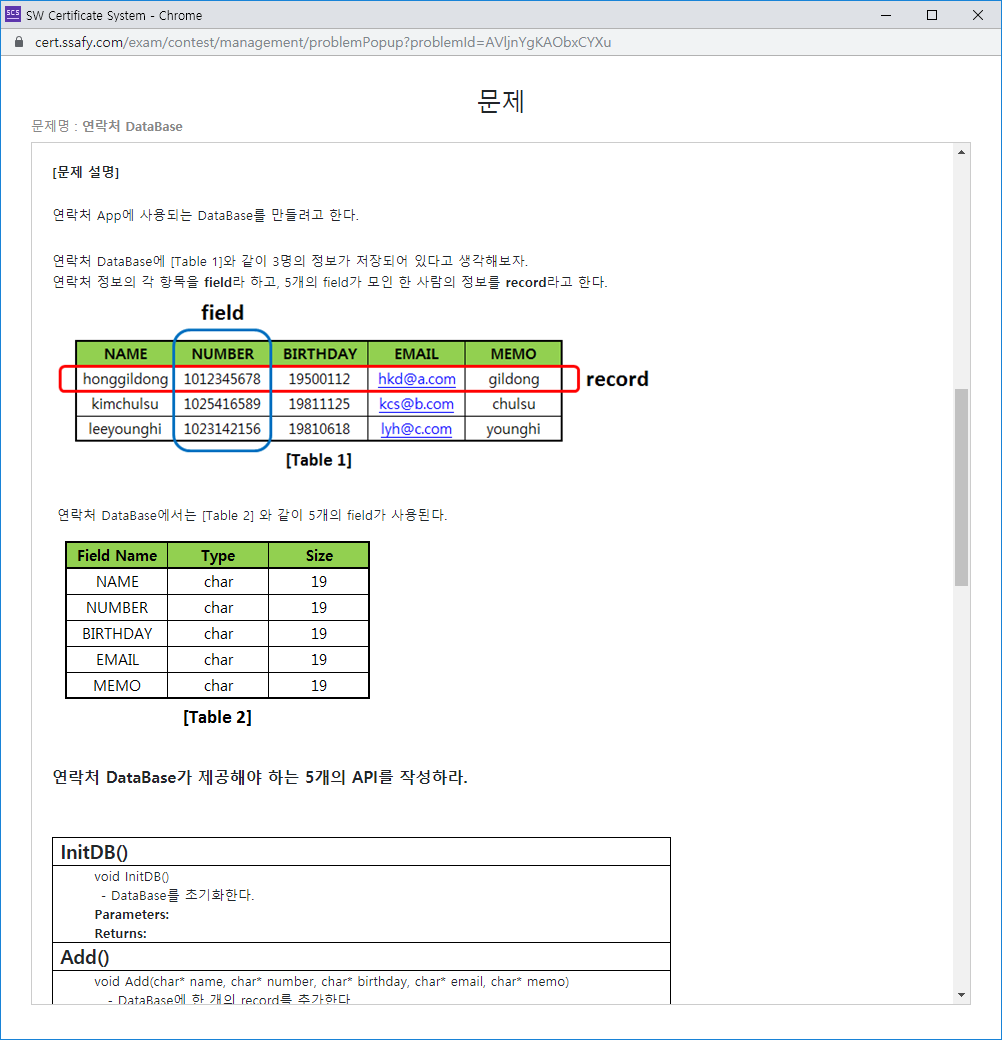 SCS SW Certificate System - Chrome
cert.ssafy.com/exam/contest/management/problemPopup?problemId=AVljnYgKAObxCYXu
문제
문제명 : 연락처 DataBase
[문제 설명]
연락처 App에 사용되는 DataBase를 만들려고 한다.
연락처 DataBase에 [Table 1]와 같이 3명의 정보가 저장되어 있다고 생각해보자.
연락처 정보의 각 항목을 field라 하고, 5개의 field가 모인 한 사람의 정보를 record라고 한다.
field
NAME NUMBER BIRTHDAY EMAIL MEMO
honggildong 1012345678 19500112 hkd@a.com gildong record
kimchulsu 1025416589 19811125 kcs@b.com chulsu
leeyounghi 1023142156 19810618 lyh@c.com younghi
[Table 1]
연락처 DataBase에서는 [Table 2] 와 같이 5개의 field가 사용된다.
Field Name Type Size
NAME char 19
NUMBER char 19
BIRTHDAY char 19
EMAIL char 19
MEMO char 19
[Table 2]
연락처 DataBase가 제공해야 하는 5개의 API를 작성하라.
InitDB()
void InitDB()
- DataBase를 초기화한다.
Parameters:
Returns:
Add()
void Add(char* name, char* number, char* birthday, char* email, char* memo)
- DataBase에 한 개의 record를 추가한다